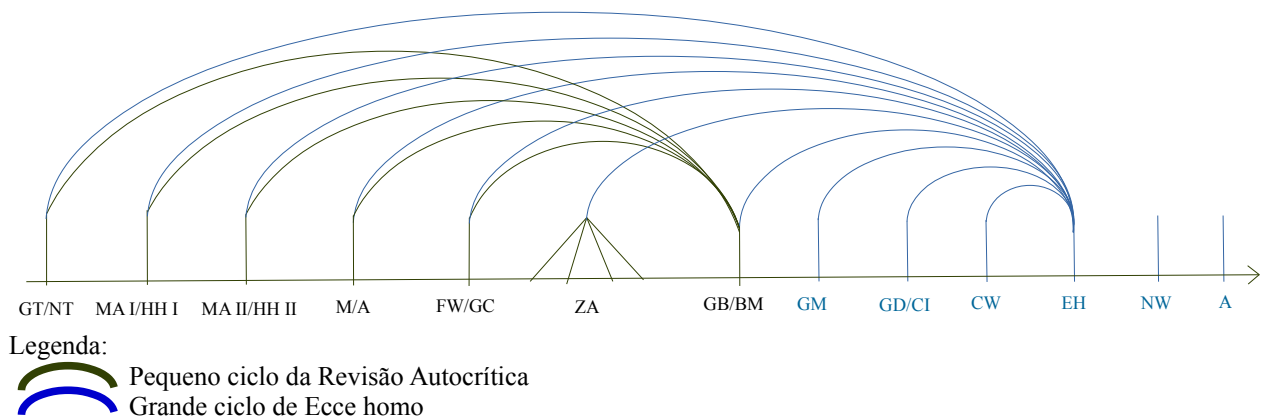 GT/NT MA I/HH I MA II/HH II M/A FW/GC ZA GB/BM GM GD/CI CW EH NW A
Legenda:
Pequeno ciclo da Revisão Autocrítica
Grande ciclo de Ecce homo